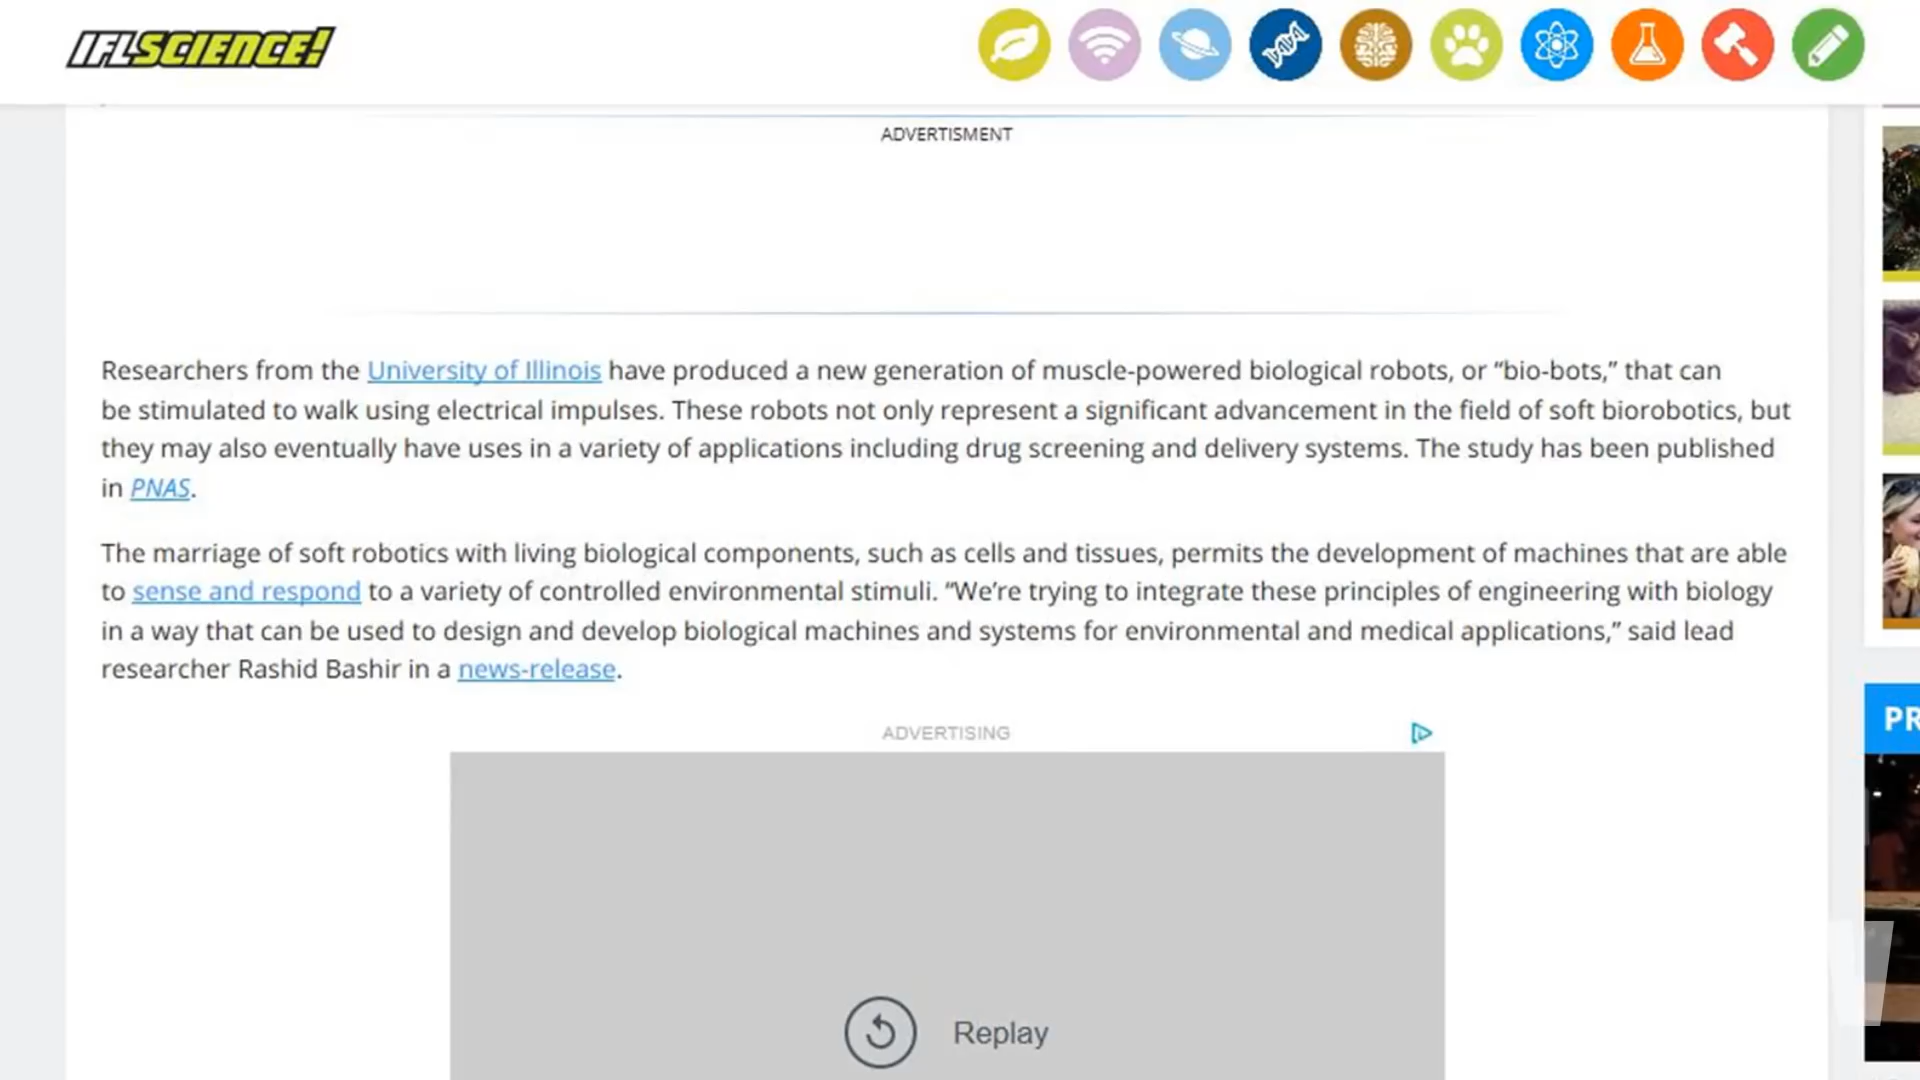 IFLSCIENCE!
ADVERTISMENT
Researchers from the University of Illinois have produced a new generation of muscle-powered biological robots, or “bio-bots,” that can
be stimulated to walk using electrical impulses. These robots not only represent a significant advancement in the field of soft biorobotics, but
they may also eventually have uses in a variety of applications including drug screening and delivery systems. The study has been published
in PNAS.
The marriage of soft robotics with living biological components, such as cells and tissues, permits the development of machines that are able
to sense and respond to a variety of controlled environmental stimuli. “We’re trying to integrate these principles of engineering with biology
in a way that can be used to design and develop biological machines and systems for environmental and medical applications,” said lead
researcher Rashid Bashir in a news-release.
ADVERTISING
PR
Replay